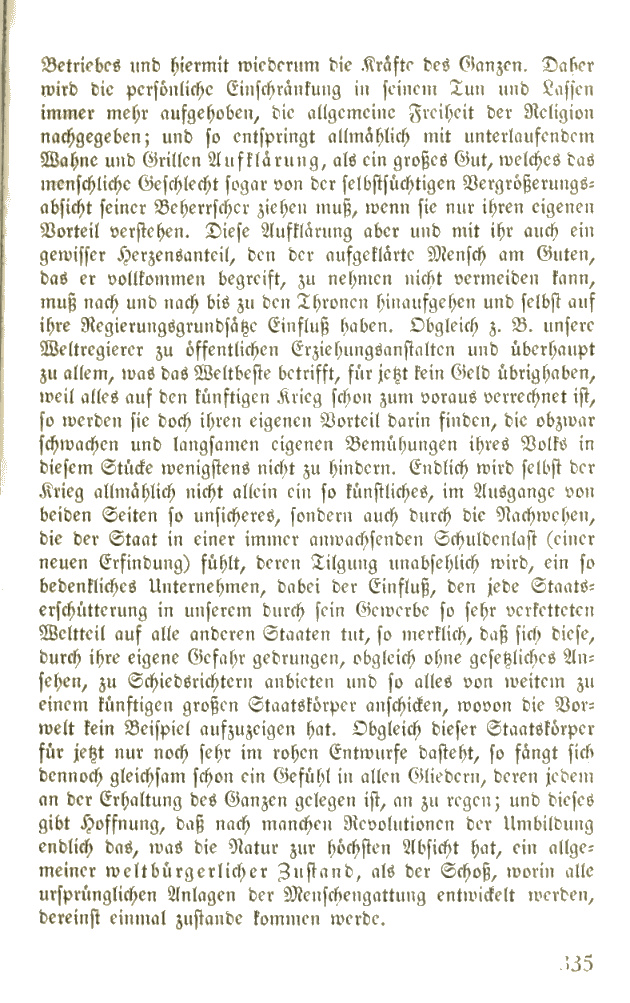 Betriebes und hiermit wiederum die Kräfte des Ganzen. Daher
wird die persönliche Einschränkung in seinem Tun und Lassen
immer mehr aufgehoben, die allgemeine Freiheit der Religion
nachgegeben; und so entspringt allmählich mit unterlaufendem
Wahne und Grillen Aufklärung, als ein großes Gut, welches das
menschliche Geschlecht sogar von der selbstsüchtigen Vergrößerungs-
absicht seiner Beherrscher ziehen muß, wenn sie nur ihren eigenen
Vorteil verstehen. Diese Aufklärung aber und mit ihr auch ein
gewisser Herzensanteil, den der aufgeklärte Mensch am Guten,
das er vollkommen begreift, zu nehmen nicht vermeiden kann,
muß nach und nach bis zu den Thronen hinaufgehen und selbst auf
ihre Regierungsgrundsätze Einfluß haben. Obgleich z. B. unsere
Weltregierer zu öffentlichen Erziehungsanstalten und überhaupt
zu allem, was das Weltbeste betrifft, für jetzt kein Geld übrighaben,
weil alles auf den künftigen Krieg schon zum voraus verrechnet ist,
so werden sie doch ihren eigenen Vorteil darin finden, die obzwar
schwachen und langsamen eigenen Bemühungen ihres Volks in
diesem Stücke wenigstens nicht zu hindern. Endlich wird selbst der
Krieg allmählich nicht allein ein so künstliches, im Ausgange von
beiden Seiten so unsicheres, sondern auch durch die Nachwehen,
die der Staat in einer immer anwachsenden Schuldenlast (einer
neuen Erfindung) fühlt, deren Tilgung unabsehlich wird, ein so
bedenkliches Unternehmen, dabei der Einfluß, den jede Staats-
erschütterung in unserem durch sein Gewerbe so sehr verketteten
Weltteil auf alle anderen Staaten tut, so merklich, daß sich diese,
durch ihre eigene Gefahr gedrungen, obgleich ohne gesetzliches An-
sehen, zu Schiedsrichtern anbieten und so alles von weitem zu
einem künftigen großen Staatskörper anschicken, wovon die Vor-
welt kein Beispiel aufzuzeigen hat. Obgleich dieser Staatskörper
für jetzt nur noch sehr im rohen Entwurfe dasteht, so fängt sich
dennoch gleichsam schon ein Gefühl in allen Gliedern, deren jedem
an der Erhaltung des Ganzen gelegen ist, an zu regen; und dieses
gibt Hoffnung, daß nach manchen Revolutionen der Umbildung
endlich das, was die Natur zur höchsten Absicht hat, ein allge-
meiner weltbürgerlicher Zustand, als der Schoß, worin alle
ursprünglichen Anlagen der Menschengattung entwickelt werden,
dereinst einmal zustande kommen werde.
335